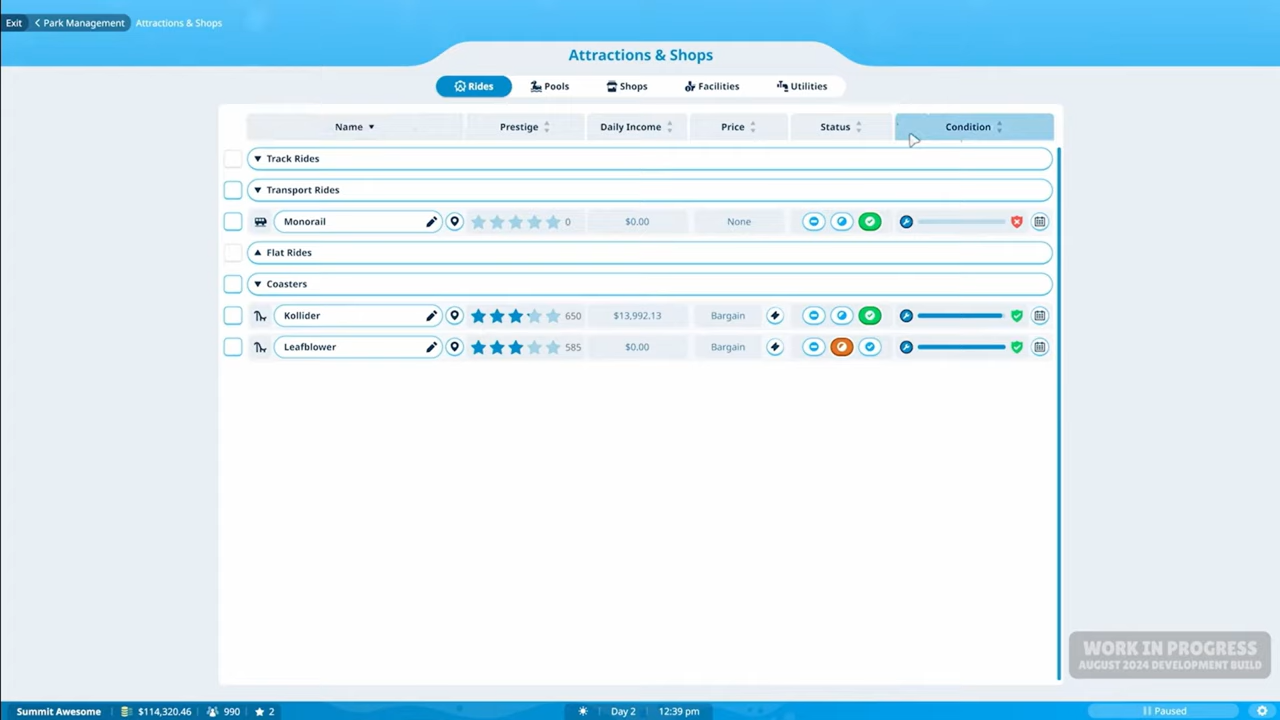 Exit Park Management Attractions & Shops
Attractions & Shops
Rides Pools Shops Facilities Utilities
Name Prestige Daily Income Price Status Condition
Track Rides
Transport Rides
Monorail 0 $0.00 None
Flat Rides
Coasters
Kollider 650 $13,992.13 Bargain
Leafblower 585 $0.00 Bargain
WORK IN PROGRESS
AUGUST 2024 DEVELOPMENT BUILD
Summit Awesome $114,320.46 990 2 Day 2 12:39 pm Paused